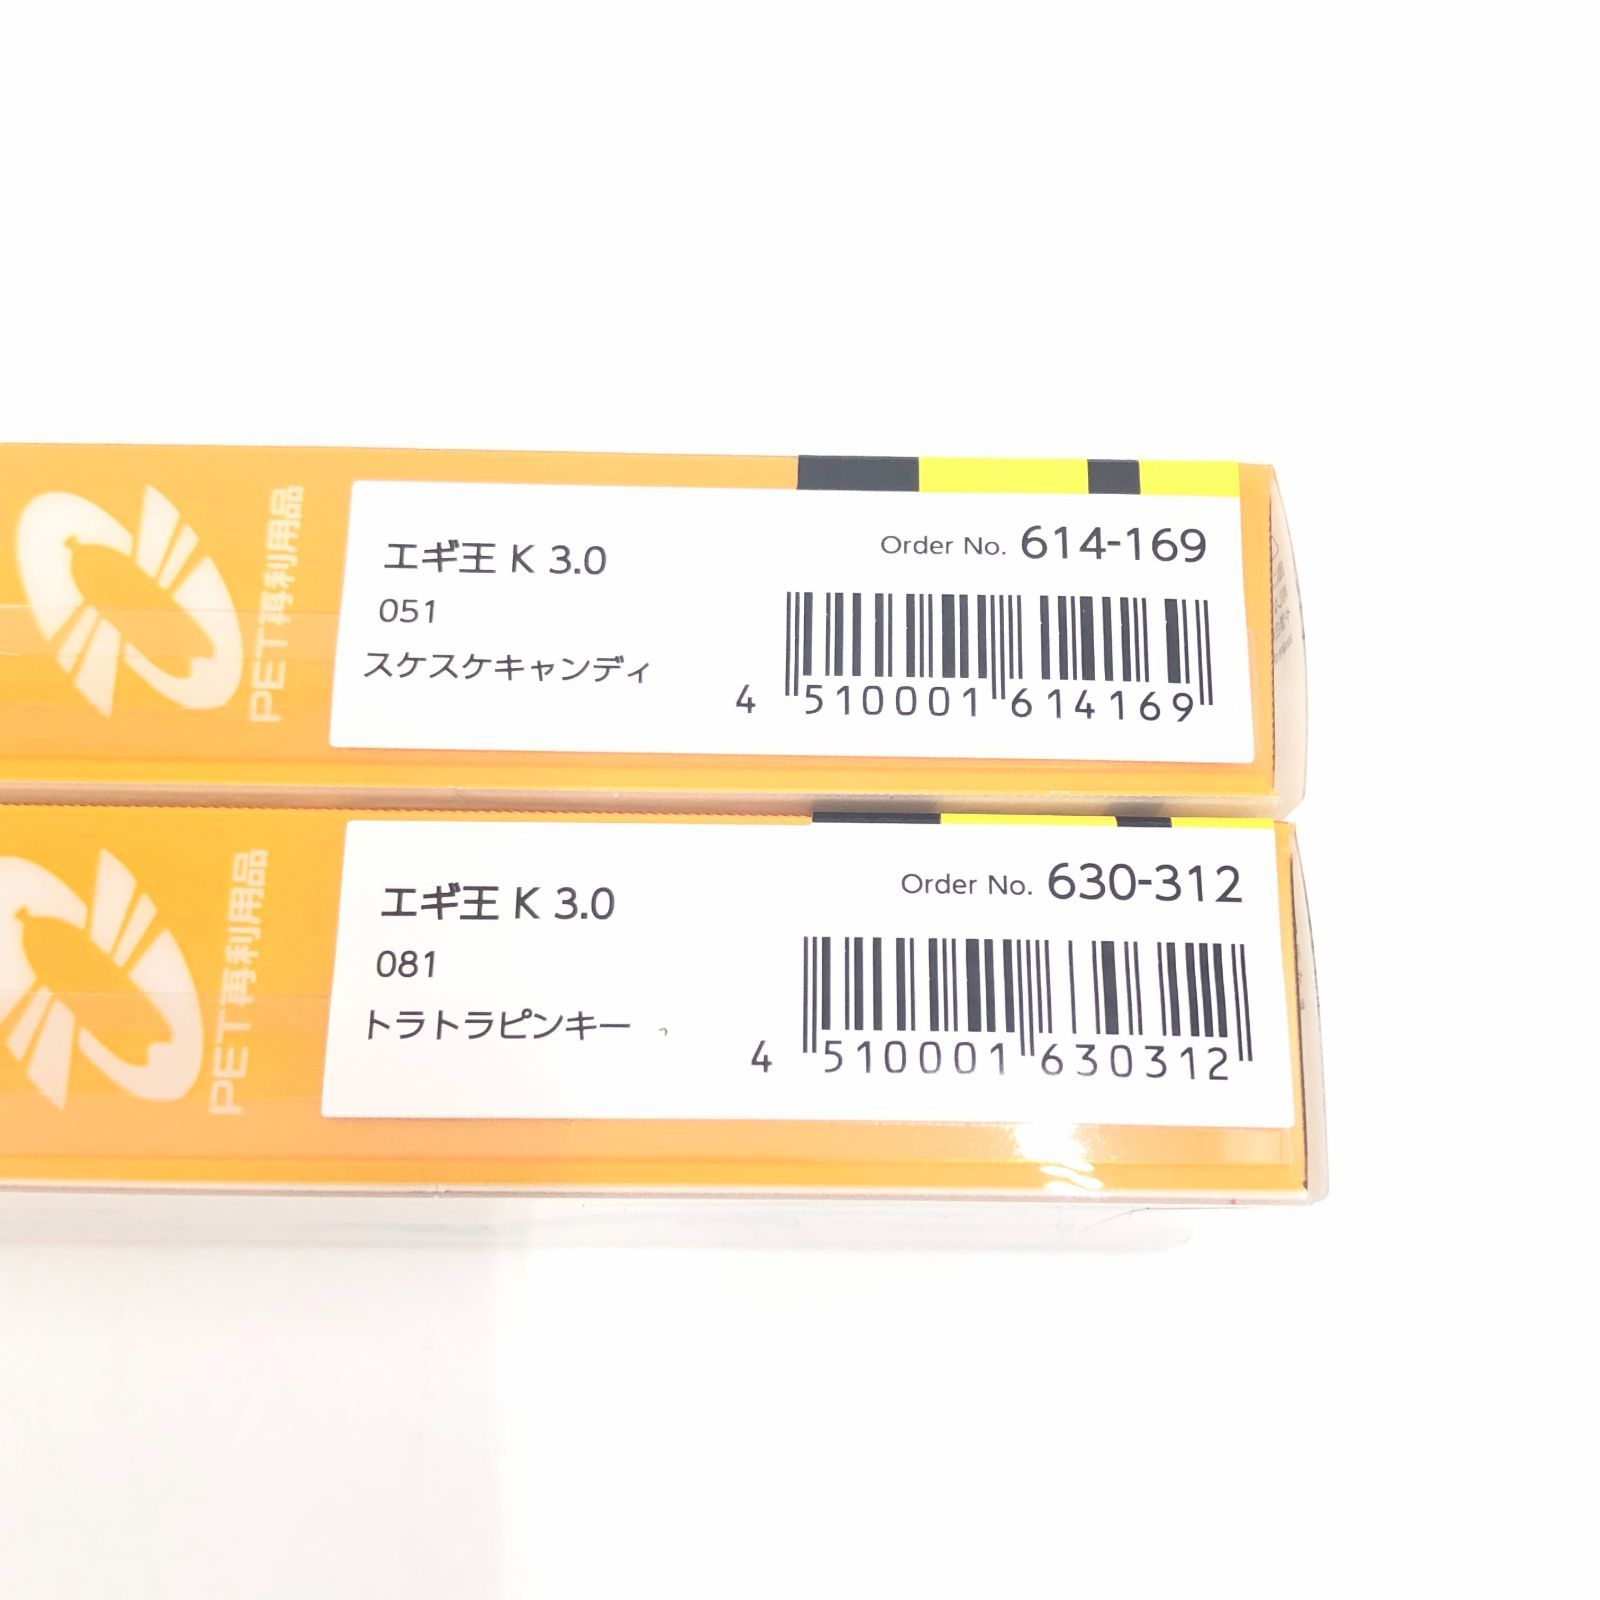 PET再利用品
エギ王 K 3.0
Order No. 614-169
051
スケスケキャンディ
4 510001 614169
PET再利用品
エギ王 K 3.0
Order No. 630-312
081
トラトラピンキー
4 510001 630312